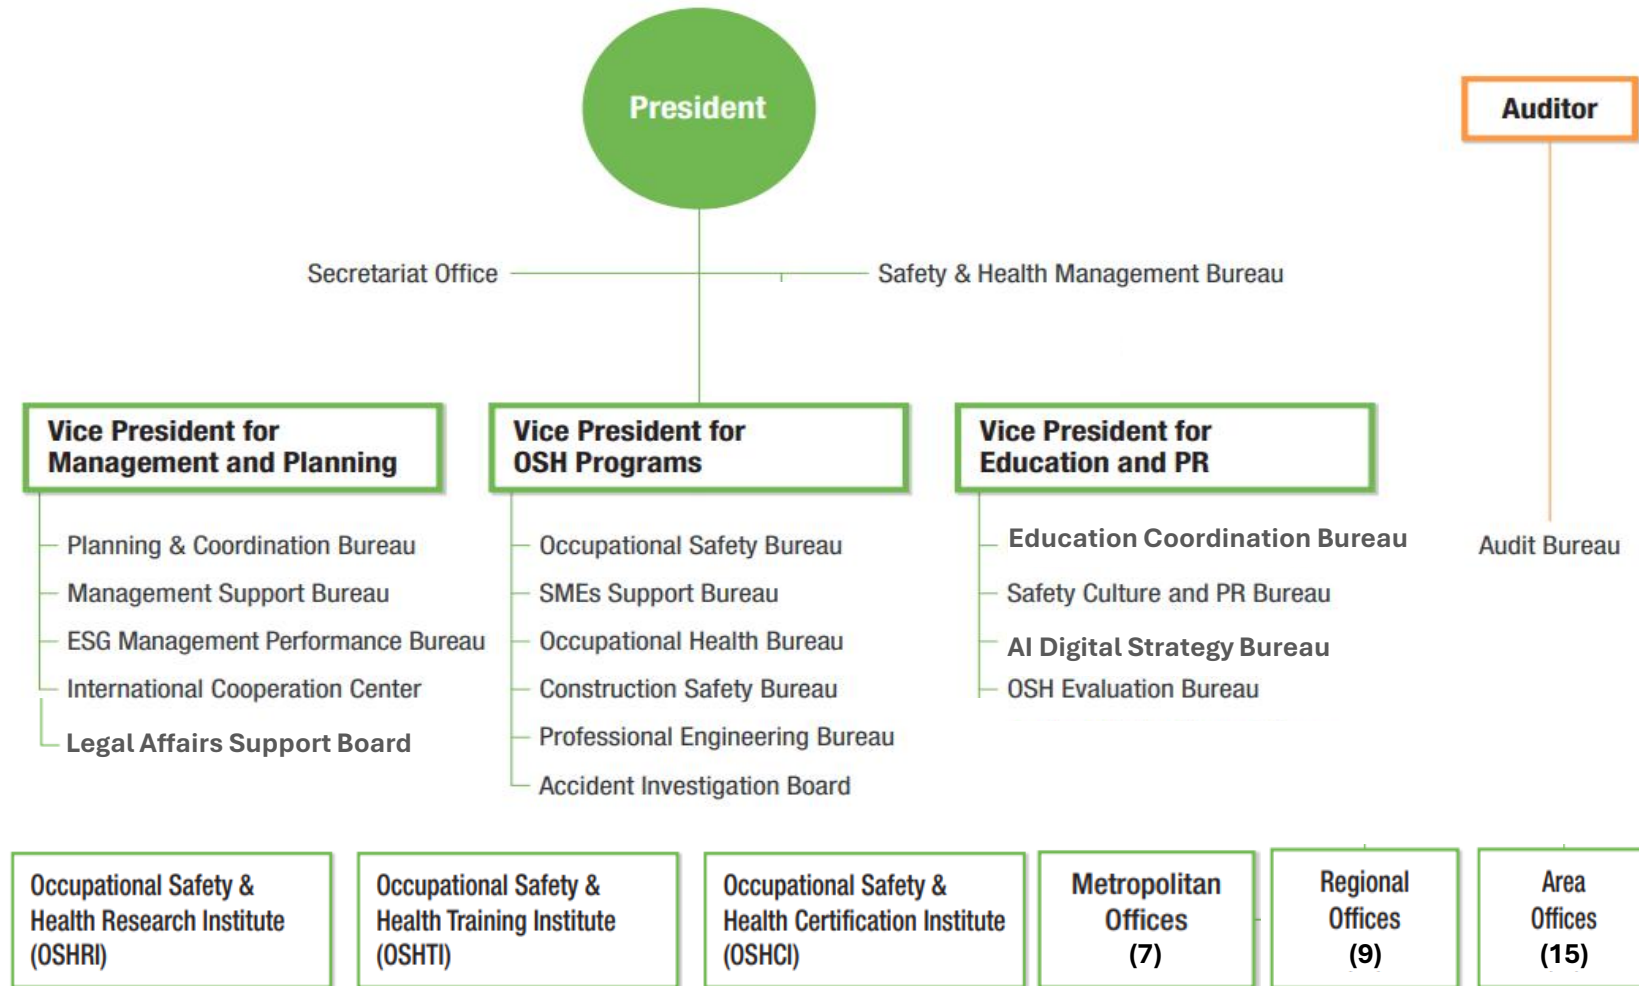 President
Auditor
Secretariat Office
Safety & Health Management Bureau
Vice President for
Management and Planning
Vice President for
OSH Programs
Vice President for
Education and PR
Planning & Coordination Bureau
Management Support Bureau
ESG Management Performance Bureau
International Cooperation Center
Legal Affairs Support Board
Occupational Safety Bureau
SMEs Support Bureau
Occupational Health Bureau
Construction Safety Bureau
Professional Engineering Bureau
Accident Investigation Board
Education Coordination Bureau
Safety Culture and PR Bureau
AI Digital Strategy Bureau
OSH Evaluation Bureau
Audit Bureau
Occupational Safety &
Health Research Institute
(OSHRI)
Occupational Safety &
Health Training Institute
(OSHTI)
Occupational Safety &
Health Certification Institute
(OSHCI)
Metropolitan
Offices
(7)
Regional
Offices
(9)
Area
Offices
(15)